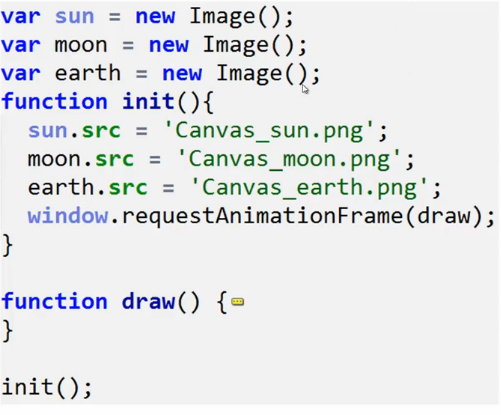 var sun = new Image();
var moon = new Image();
var earth = new Image();
function init(){
  sun.src = 'Canvas_sun.png';
  moon.src = 'Canvas_moon.png';
  earth.src = 'Canvas_earth.png';
  window.requestAnimationFrame(draw);
}
function draw() {
}
init();